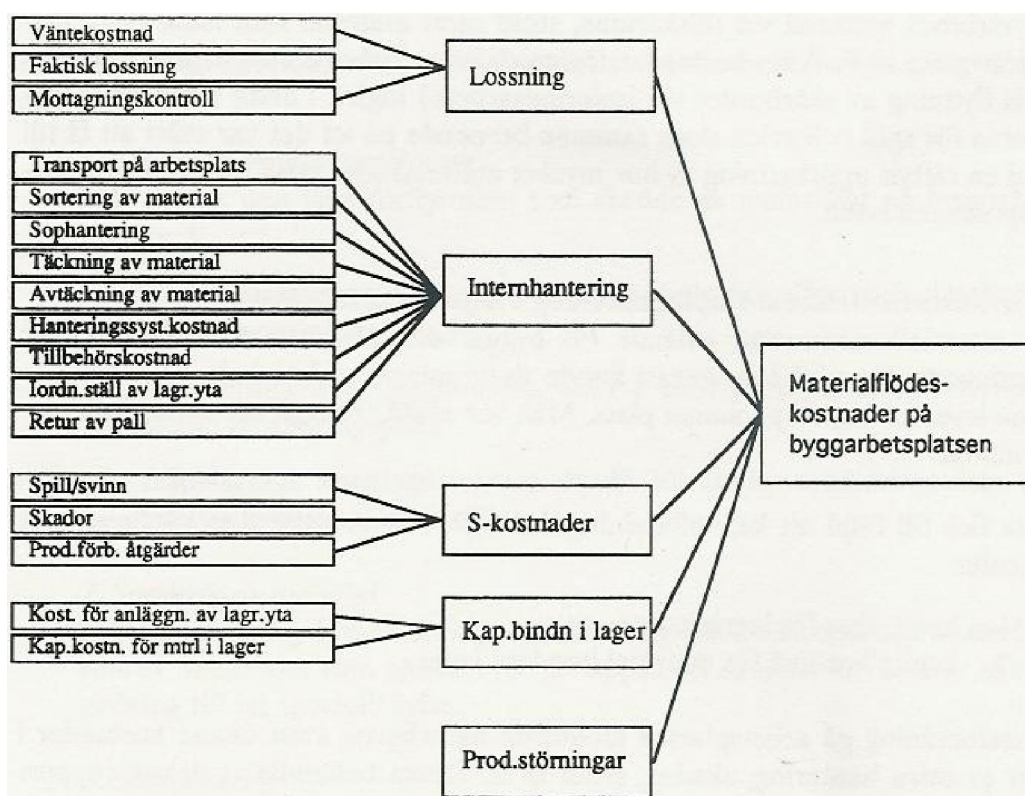 Väntekostnad
Faktisk lossning
Mottagningskontroll
Lossning
Transport på arbetsplats
Sortering av material
Sophantering
Täckning av material
Avtäckning av material
Hanteringssyst.kostnad
Tillbehörskostnad
Iordn.ställ av lagr.yta
Retur av pall
Internhantering
Spill/svinn
Skador
Prod.förb. åtgärder
S-kostnader
Kost. för anläggn. av lagr.yta
Kap.kostn. för mtrl i lager
Kap.bindn i lager
Prod.störningar
Materialflödes-
kostnader på
byggarbetsplatsen